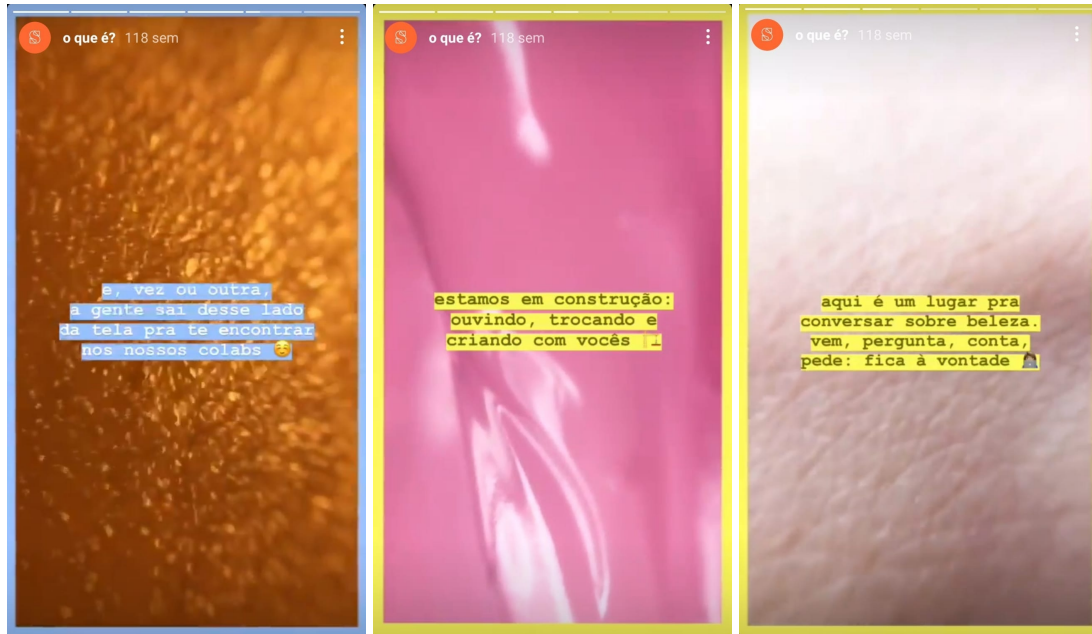 o que é? 118 sem
e, vez ou outra,
a gente sai desse lado
da tela pra te encontrar
nos nossos colabs ☺️
o que é? 118 sem
estamos em construção:
ouvindo, trocando e
criando com vocês
o que é? 118 sem
aqui é um lugar pra
conversar sobre beleza.
vem, pergunta, conta,
pede: fica à vontade